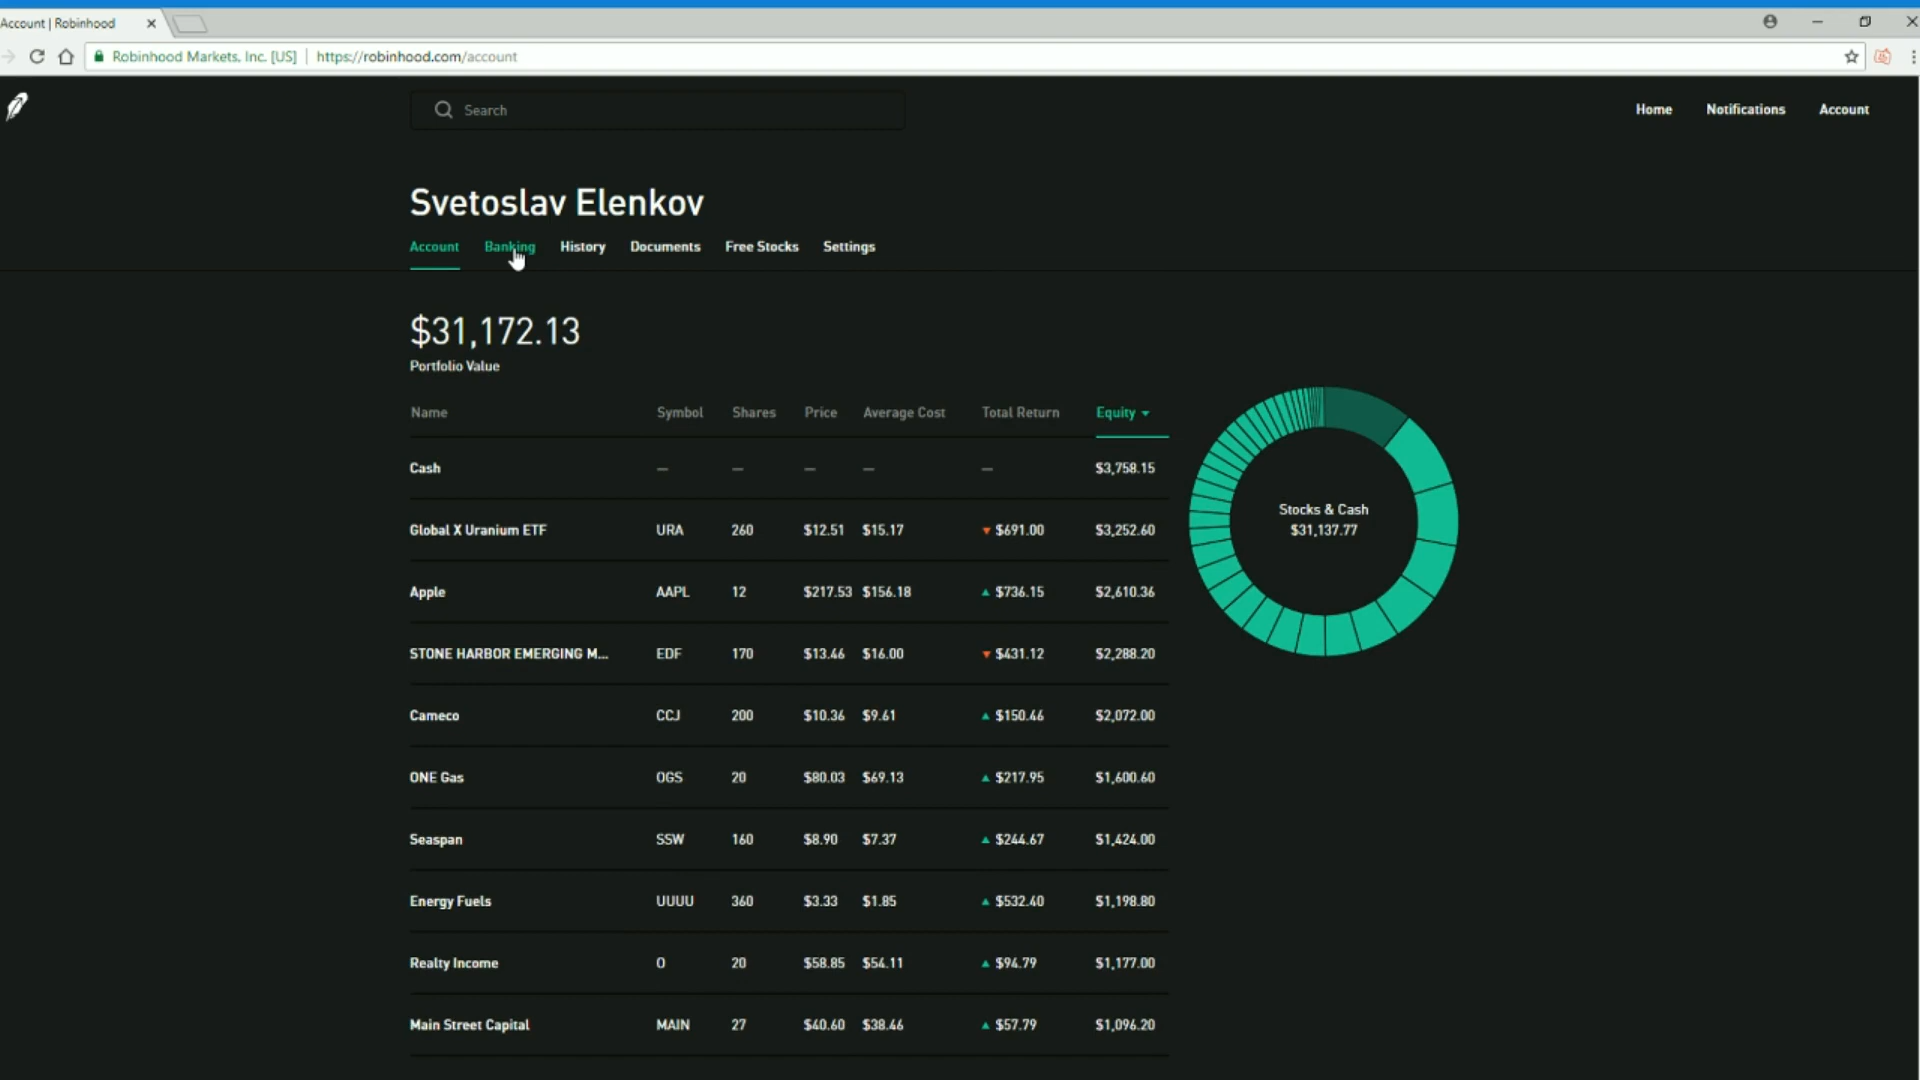 Account | Robinhood
Robinhood Markets, Inc. [US] https://robinhood.com/account
Search
Home Notifications Account
Svetoslav Elenkov
Account Banking History Documents Free Stocks Settings
$31,172.13
Portfolio Value
Name Symbol Shares Price Average Cost Total Return Equity
Cash — — — — — $3,758.15
Global X Uranium ETF URA 260 $12.51 $15.17 $691.00 $3,252.60
Apple AAPL 12 $217.53 $156.18 $736.15 $2,610.36
STONE HARBOR EMERGING M... EDF 170 $13.46 $16.00 $431.12 $2,288.20
Cameco CCJ 200 $10.36 $9.61 $150.46 $2,072.00
ONE Gas OGS 20 $80.03 $69.13 $217.95 $1,600.60
Seaspan SSW 160 $8.90 $7.37 $244.67 $1,424.00
Energy Fuels UUUU 360 $3.33 $1.85 $532.40 $1,198.80
Realty Income O 20 $58.85 $54.11 $94.79 $1,177.00
Main Street Capital MAIN 27 $40.60 $38.46 $57.79 $1,096.20
Stocks & Cash
$31,137.77